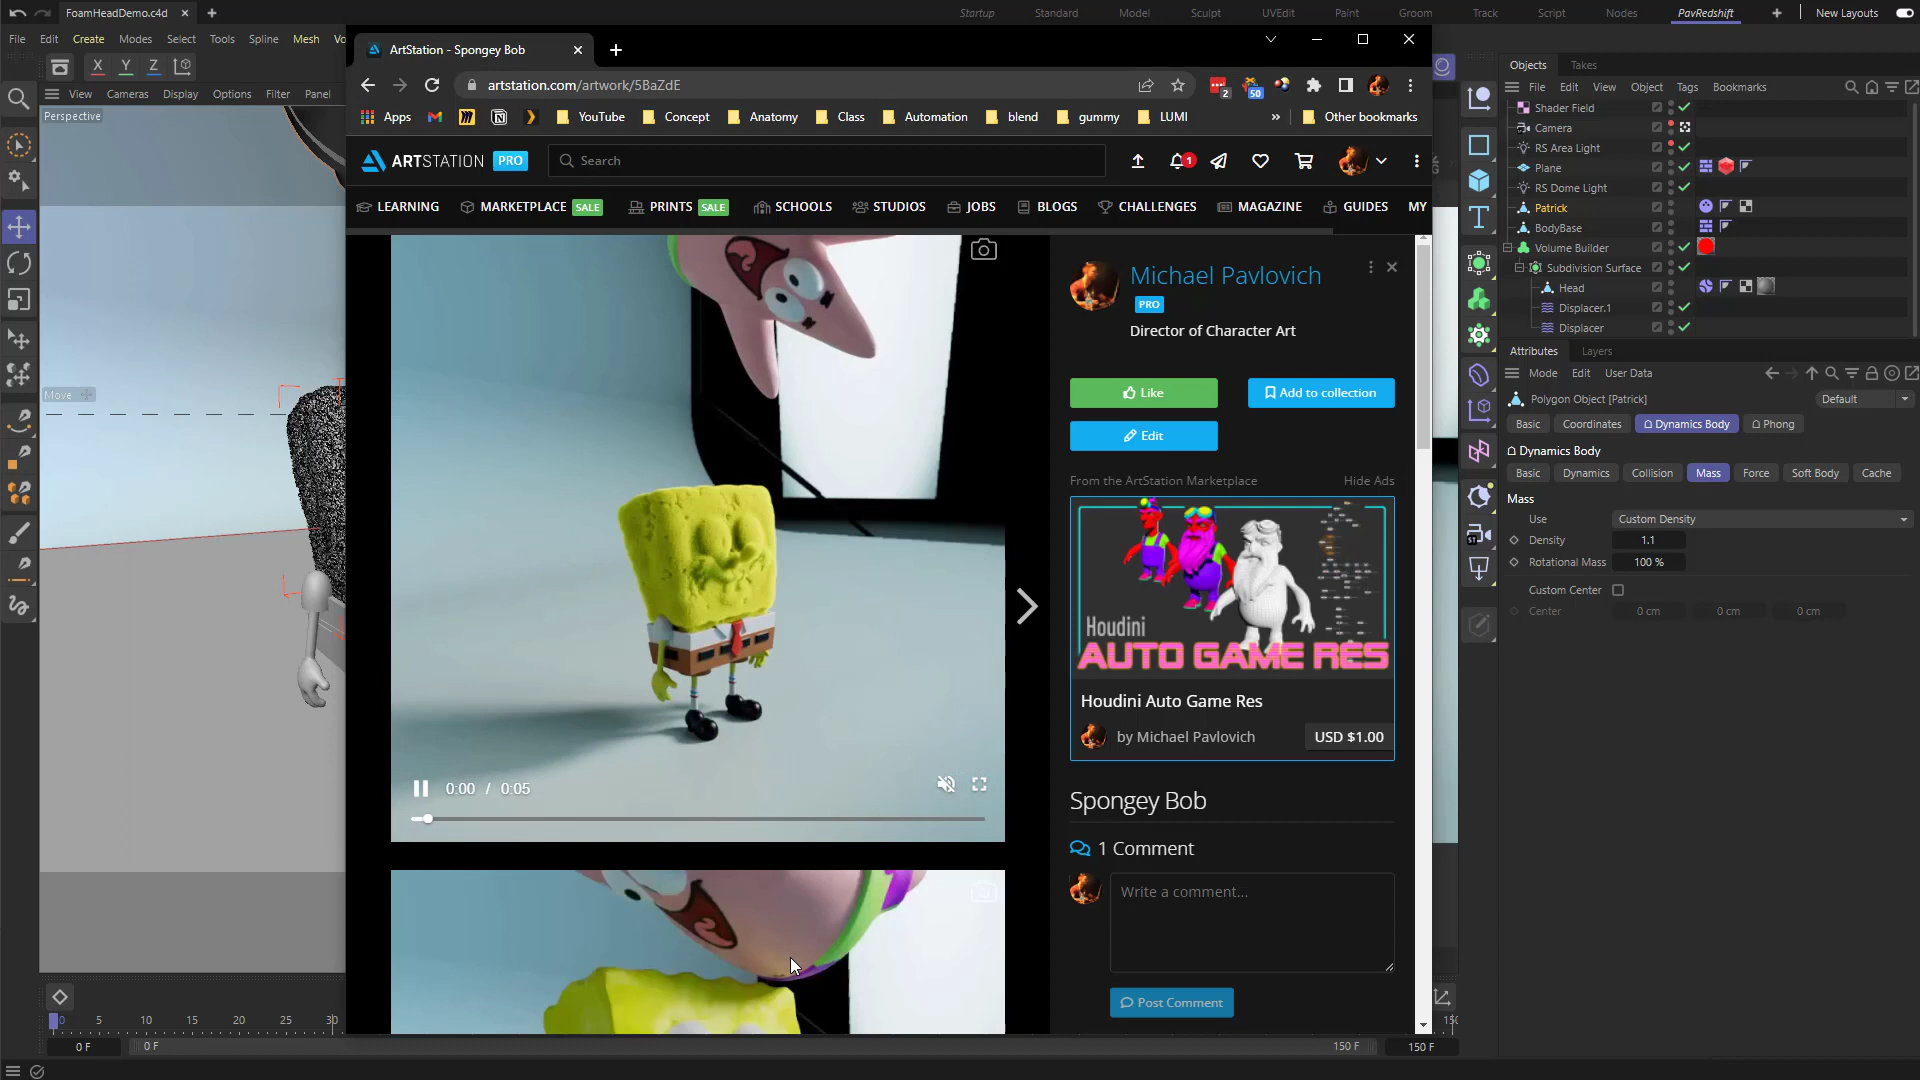 FoamHeadDemo.c4d
Startup Standard Model Sculpt UVEdit Paint Groom Track Script Nodes PavRedshift New Layouts
File Edit Create Modes Select Tools Spline Mesh
X Y Z
View Cameras Display Options Filter Panel
Perspective
Move
ArtStation - Spongey Bob
artstation.com/artwork/5BaZdE
2
50
Apps YouTube Concept Anatomy Class Automation blend gummy LUMI » Other bookmarks
ARTSTATION PRO Search
1
LEARNING MARKETPLACE SALE PRINTS SALE SCHOOLS STUDIOS JOBS BLOGS CHALLENGES MAGAZINE GUIDES MY
Michael Pavlovich
PRO
Director of Character Art
Like Add to collection
Edit
From the ArtStation Marketplace Hide Ads
Houdini
AUTO GAME RES
Houdini Auto Game Res
by Michael Pavlovich USD $1.00
0:00 / 0:05
Spongey Bob
1 Comment
Write a comment...
Post Comment
Objects Takes
File Edit View Object Tags Bookmarks
Shader Field
Camera
RS Area Light
Plane
RS Dome Light
Patrick
BodyBase
Volume Builder
Subdivision Surface
Head
Displacer.1
Displacer
Attributes Layers
Mode Edit User Data
Polygon Object [Patrick] Default
Basic Coordinates Dynamics Body Phong
Dynamics Body
Basic Dynamics Collision Mass Force Soft Body Cache
Mass
Use Custom Density
Density 1.1
Rotational Mass 100 %
Custom Center
Center 0 cm 0 cm 0 cm
0 5 10 15 20 25 30
0 F 0 F 150 F 150 F